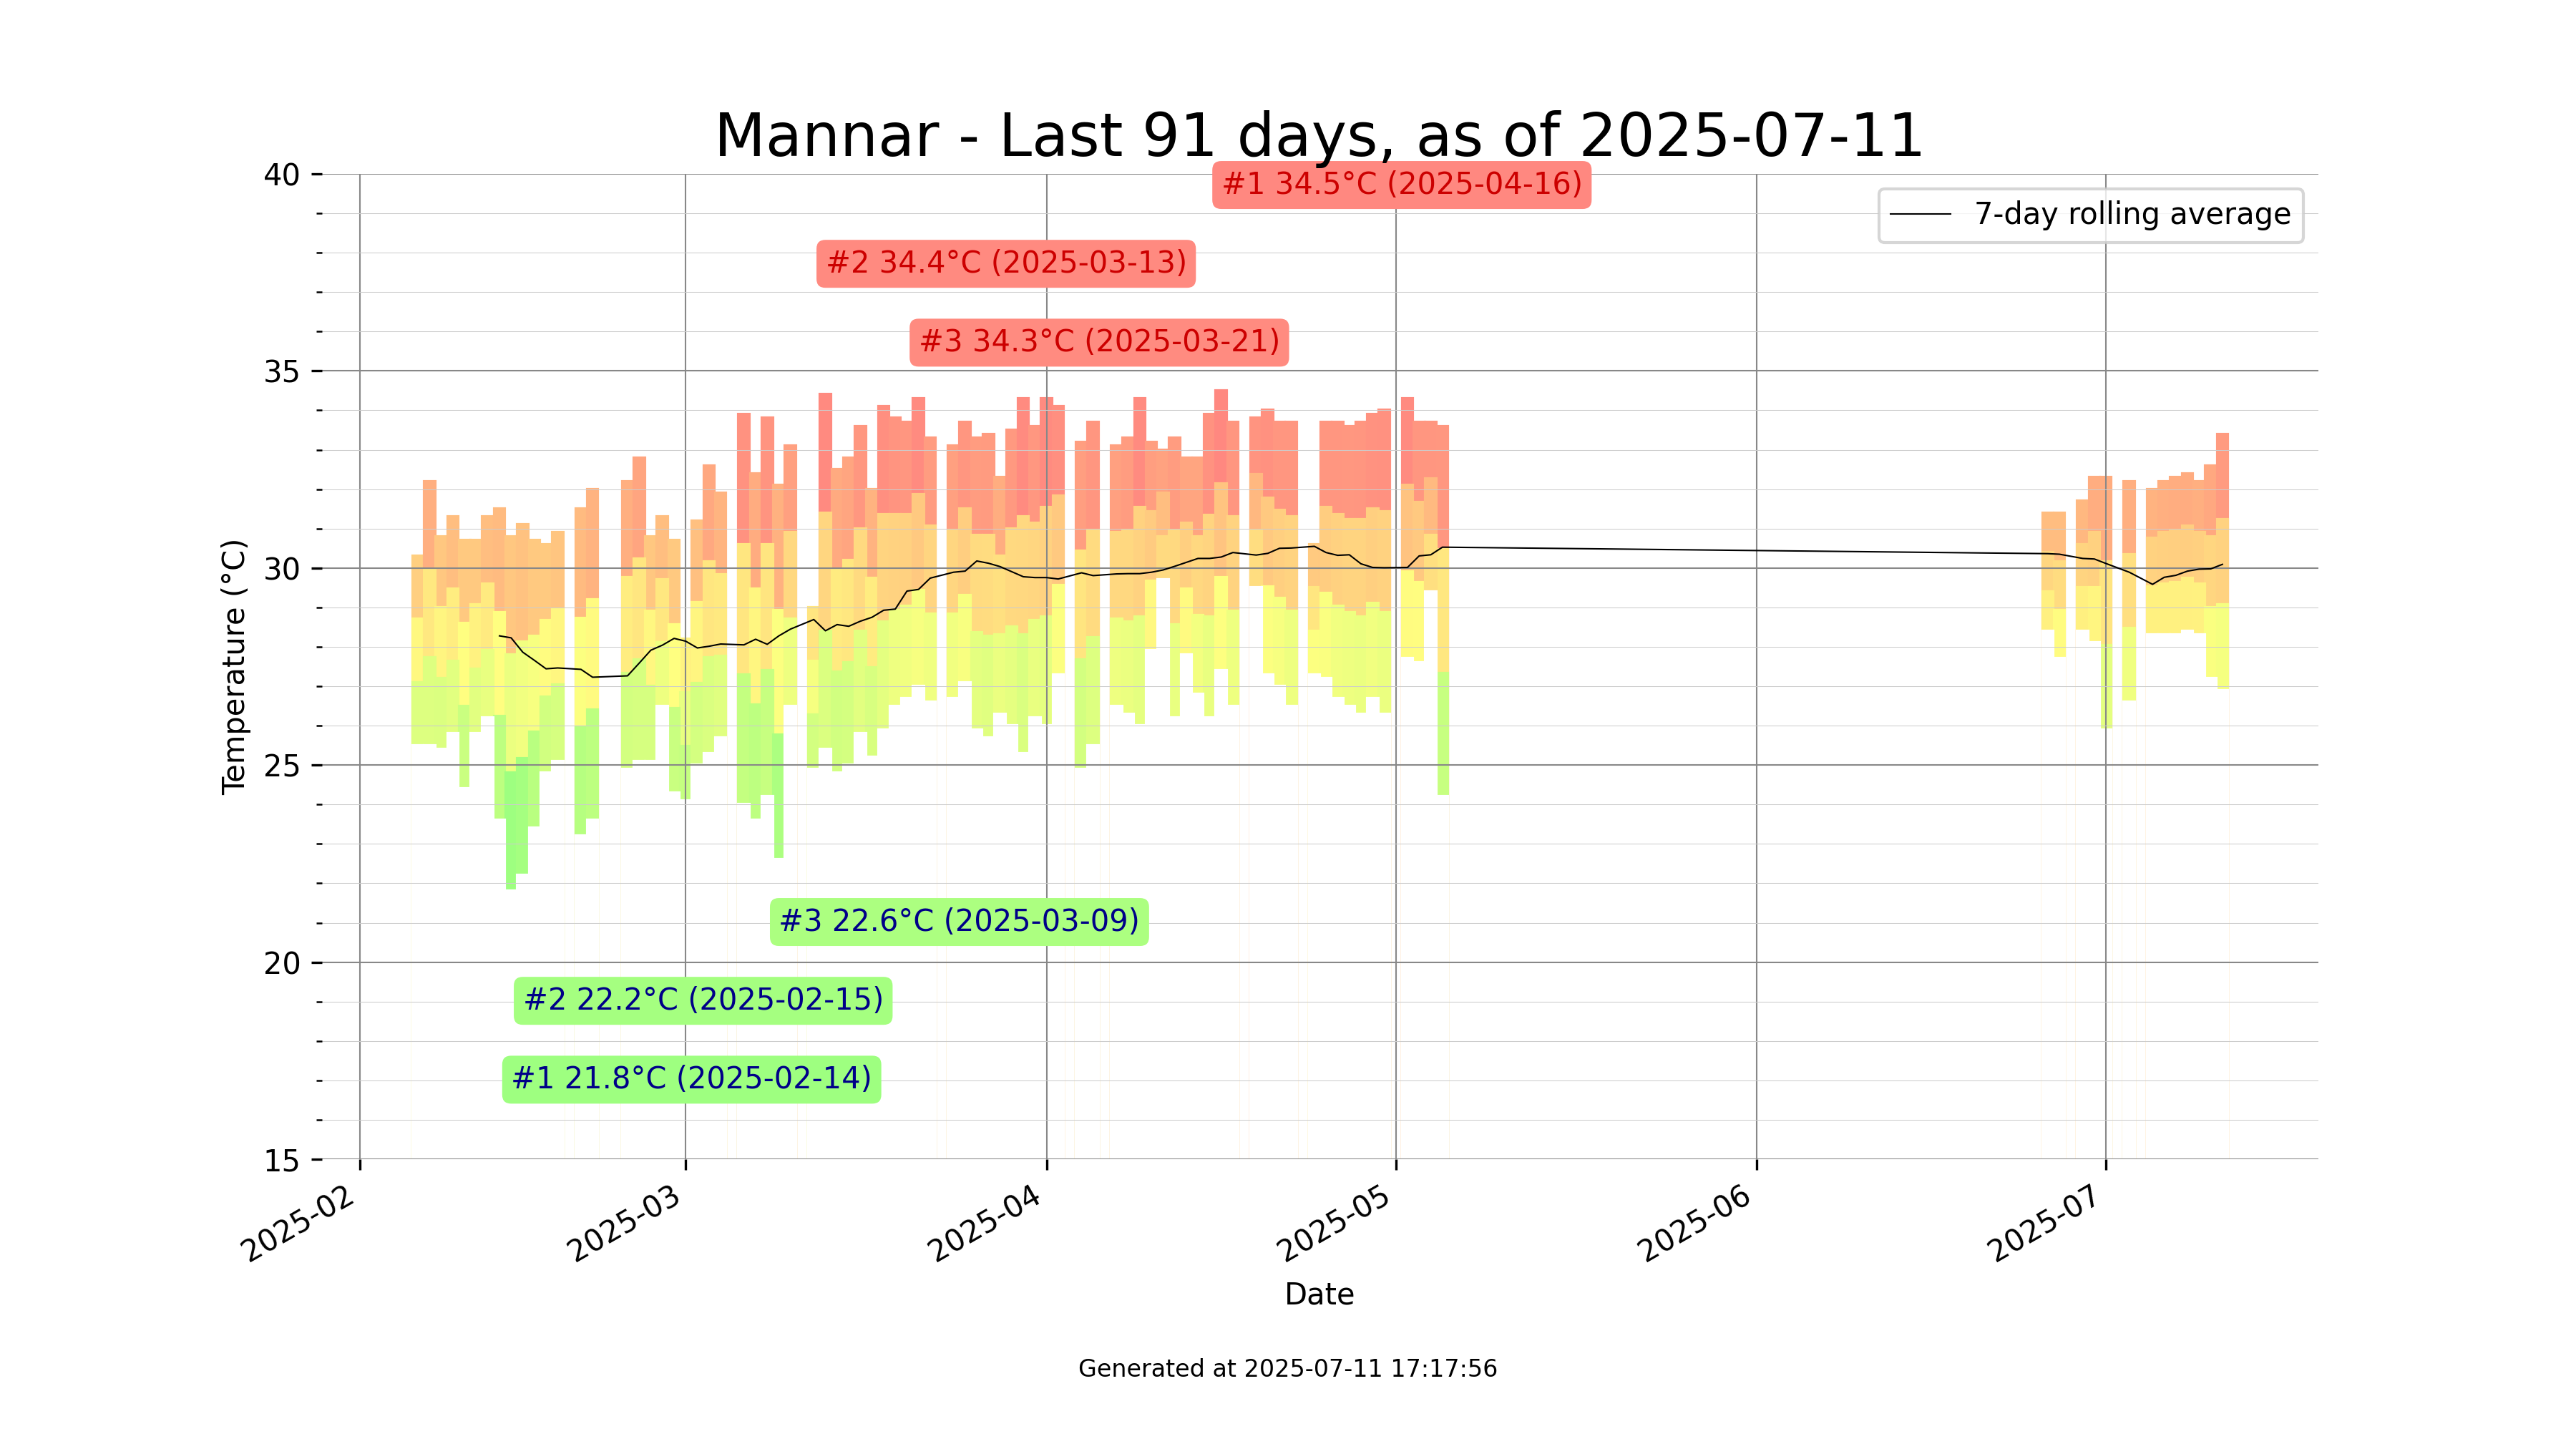 Mannar - Last 91 days, as of 2025-07-11
#1 34.5°C (2025-04-16)
7-day rolling average
#2 34.4°C (2025-03-13)
#3 34.3°C (2025-03-21)
40
35
30
25
20
15
Temperature (°C)
#3 22.6°C (2025-03-09)
#2 22.2°C (2025-02-15)
#1 21.8°C (2025-02-14)
2025-02
2025-03
2025-04
2025-05
2025-06
2025-07
Date
Generated at 2025-07-11 17:17:56